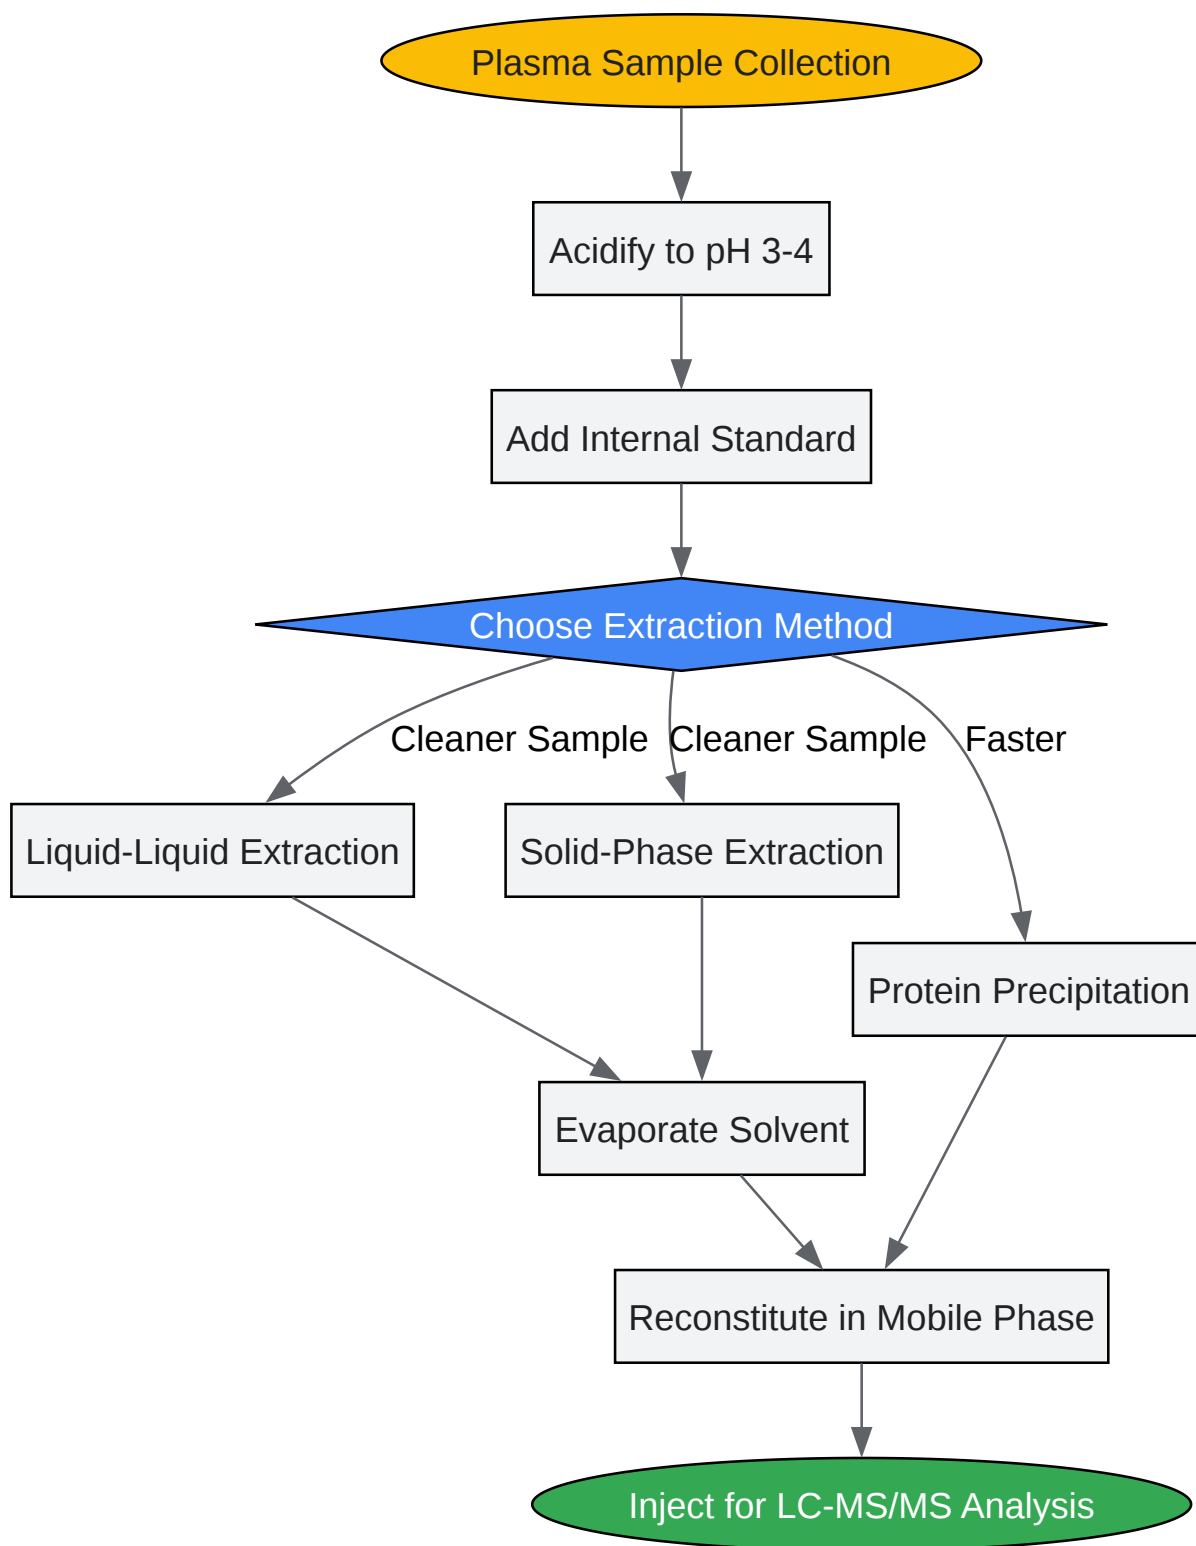 Plasma Sample Collection
Acidify to pH 3-4
Add Internal Standard
Choose Extraction Method
Cleaner Sample
Cleaner Sample
Faster
Liquid-Liquid Extraction
Solid-Phase Extraction
Protein Precipitation
Evaporate Solvent
Reconstitute in Mobile Phase
Inject for LC-MS/MS Analysis